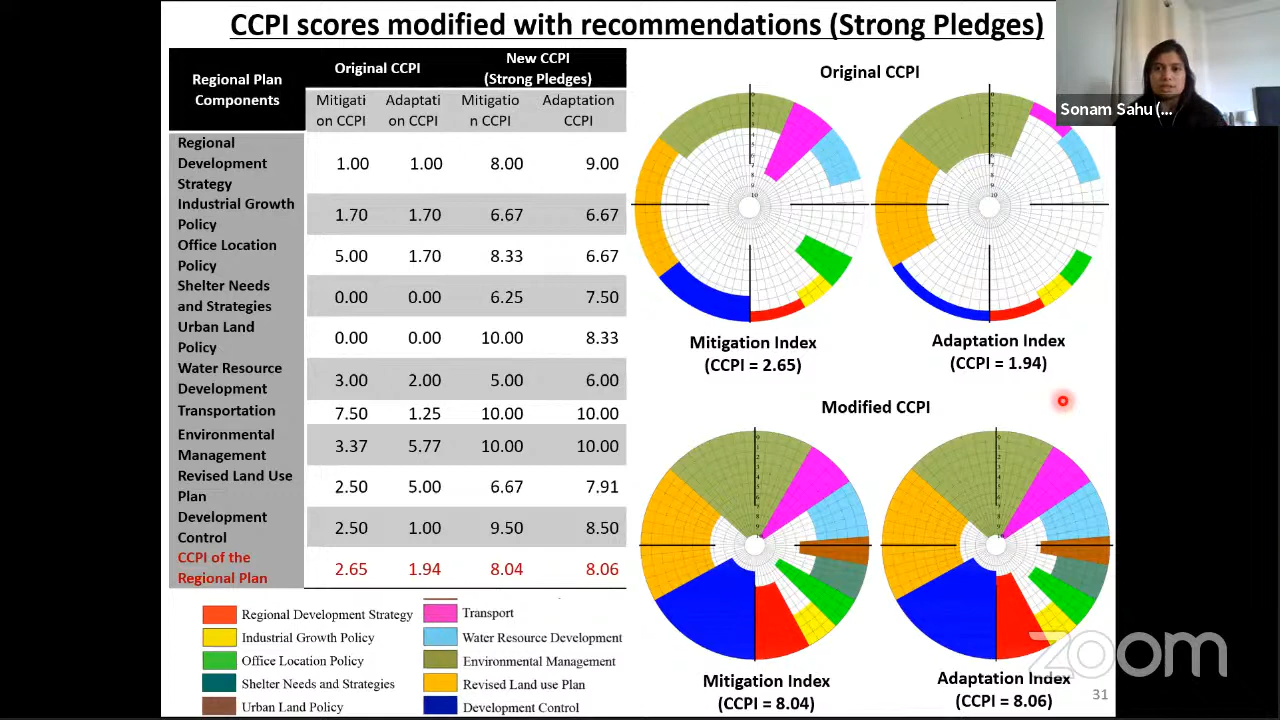 CCPI scores modified with recommendations (Strong Pledges)
Sonam Sahu (...
Regional Plan
Components
Original CCPI
New CCPI
(Strong Pledges)
Mitigati
on CCPI
Adaptati
on CCPI
Mitigatio
n CCPI
Adaptation
CCPI
Regional
Development
Strategy
1.00 1.00 8.00 9.00
Industrial Growth
Policy
1.70 1.70 6.67 6.67
Office Location
Policy
5.00 1.70 8.33 6.67
Shelter Needs
and Strategies
0.00 0.00 6.25 7.50
Urban Land
Policy
0.00 0.00 10.00 8.33
Water Resource
Development
3.00 2.00 5.00 6.00
Transportation 7.50 1.25 10.00 10.00
Environmental
Management
3.37 5.77 10.00 10.00
Revised Land Use
Plan
2.50 5.00 6.67 7.91
Development
Control
2.50 1.00 9.50 8.50
CCPI of the
Regional Plan
2.65 1.94 8.04 8.06
Regional Development Strategy
Industrial Growth Policy
Office Location Policy
Shelter Needs and Strategies
Urban Land Policy
Transport
Water Resource Development
Environmental Management
Revised Land use Plan
Development Control
Original CCPI
Mitigation Index
(CCPI = 2.65)
Adaptation Index
(CCPI = 1.94)
Modified CCPI
Mitigation Index
(CCPI = 8.04)
Adaptation Index
(CCPI = 8.06)
zoom
31